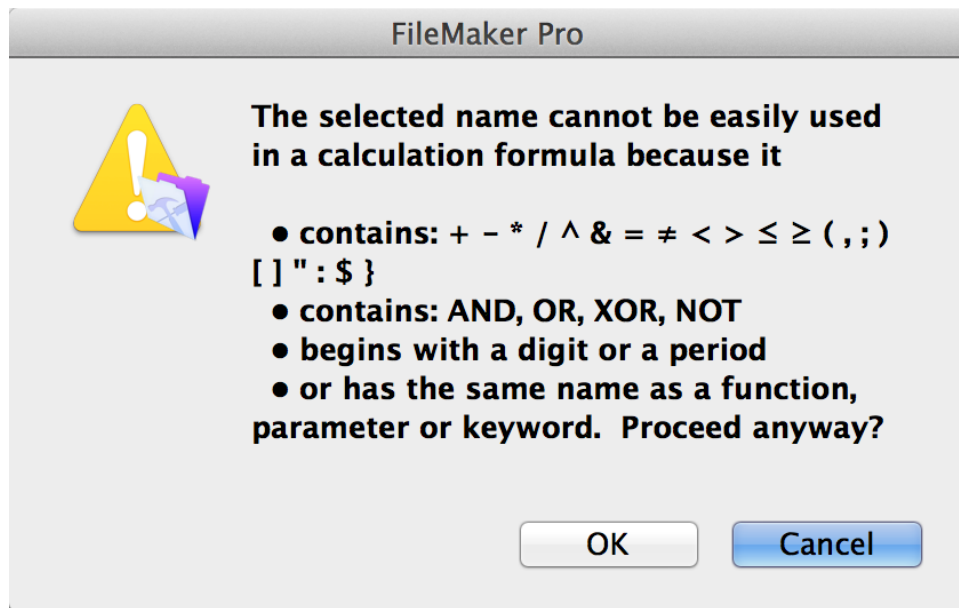 FileMaker Pro
The selected name cannot be easily used
in a calculation formula because it
• contains: + – * / ^ & = ≠ < > ≤ ≥ ( , ; )
[ ] " : $ }
• contains: AND, OR, XOR, NOT
• begins with a digit or a period
• or has the same name as a function,
parameter or keyword.  Proceed anyway?
OK
Cancel